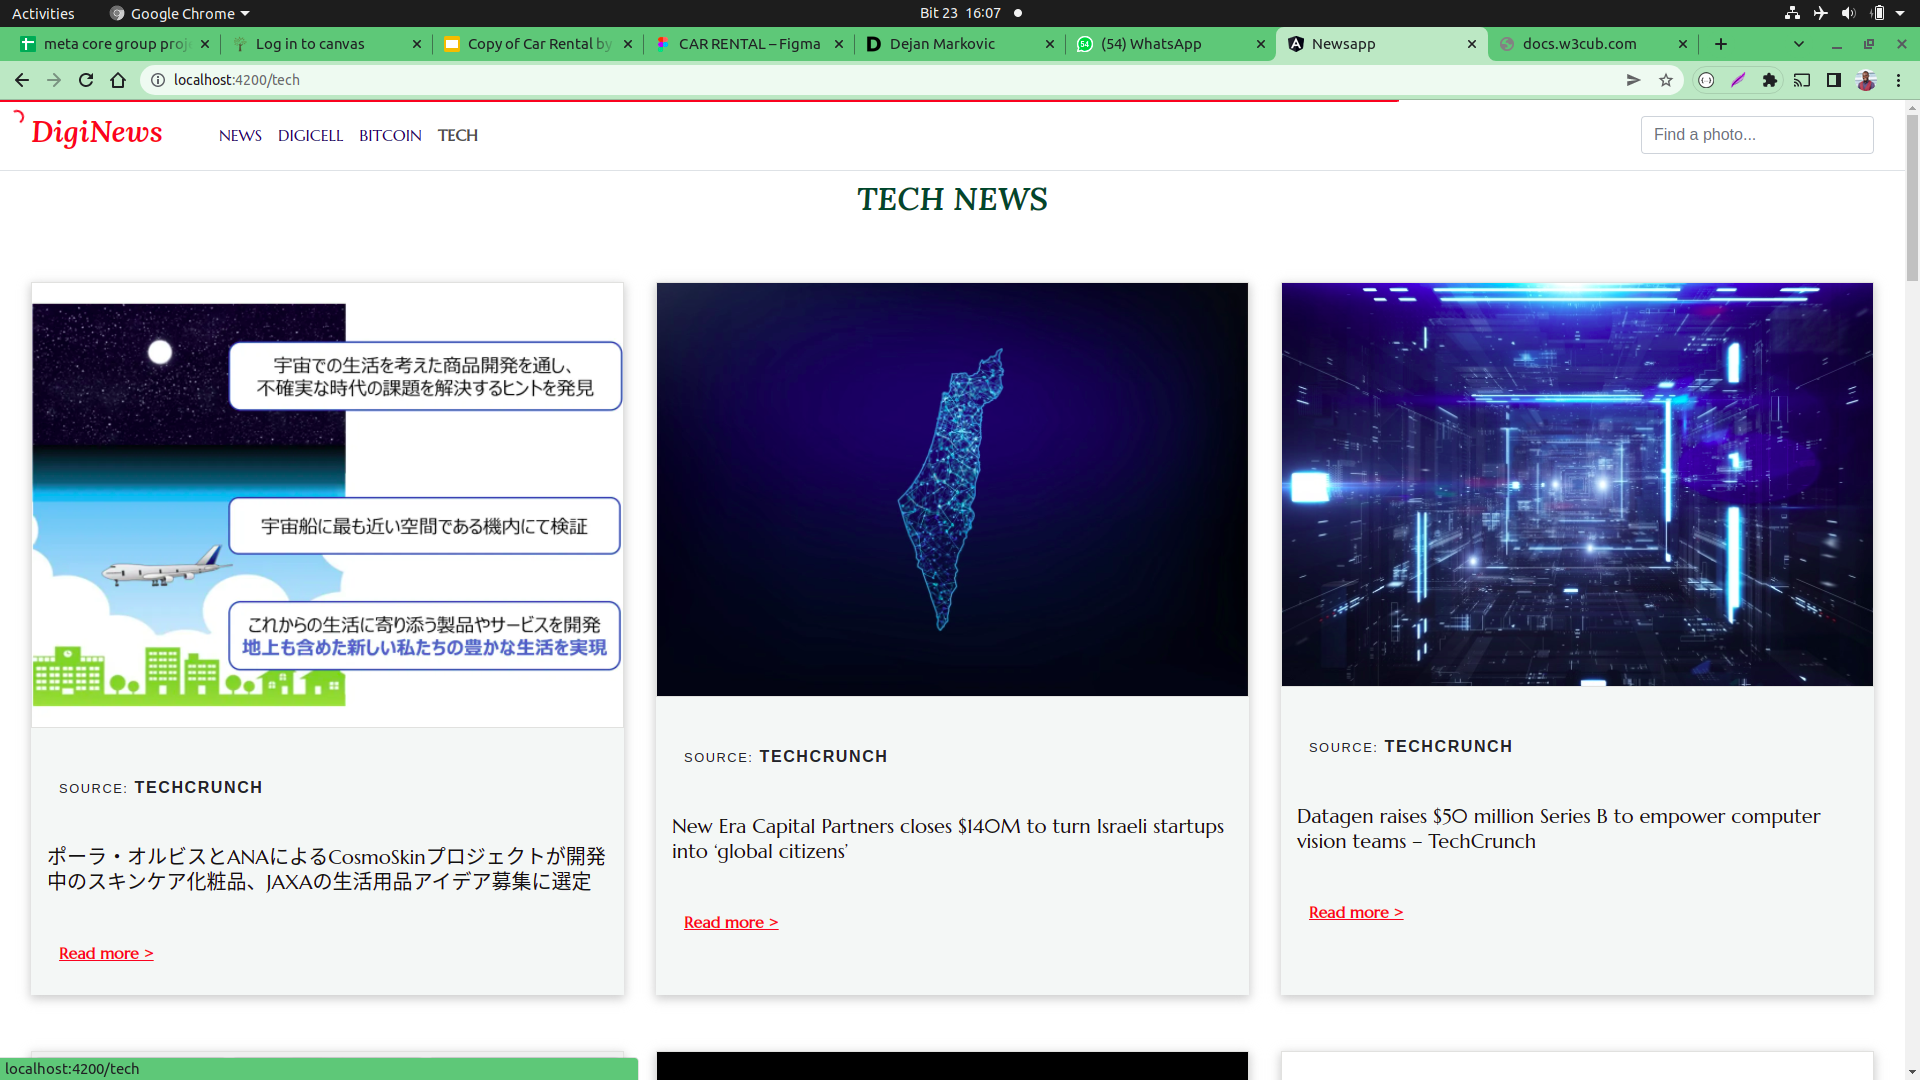 Activities
Google Chrome
Bit 23 16:07
meta core group proj
Log in to canvas
Copy of Car Rental by
CAR RENTAL – Figma
Dejan Markovic
(54) WhatsApp
Newsapp
docs.w3cub.com
localhost:4200/tech
DigiNews
NEWS
DIGICELL
BITCOIN
TECH
Find a photo...
TECH NEWS
宇宙での生活を考えた商品開発を通し、
不確実な時代の課題を解決するヒントを発見
宇宙船に最も近い空間である機内にて検証
これからの生活に寄り添う製品やサービスを開発
地上も含めた新しい私たちの豊かな生活を実現
SOURCE: TECHCRUNCH
ポーラ・オルビスとANAによるCosmoSkinプロジェクトが開発
中のスキンケア化粧品、JAXAの生活用品アイデア募集に選定
Read more >
SOURCE: TECHCRUNCH
New Era Capital Partners closes $140M to turn Israeli startups
into ‘global citizens’
Read more >
SOURCE: TECHCRUNCH
Datagen raises $50 million Series B to empower computer
vision teams – TechCrunch
Read more >
localhost:4200/tech